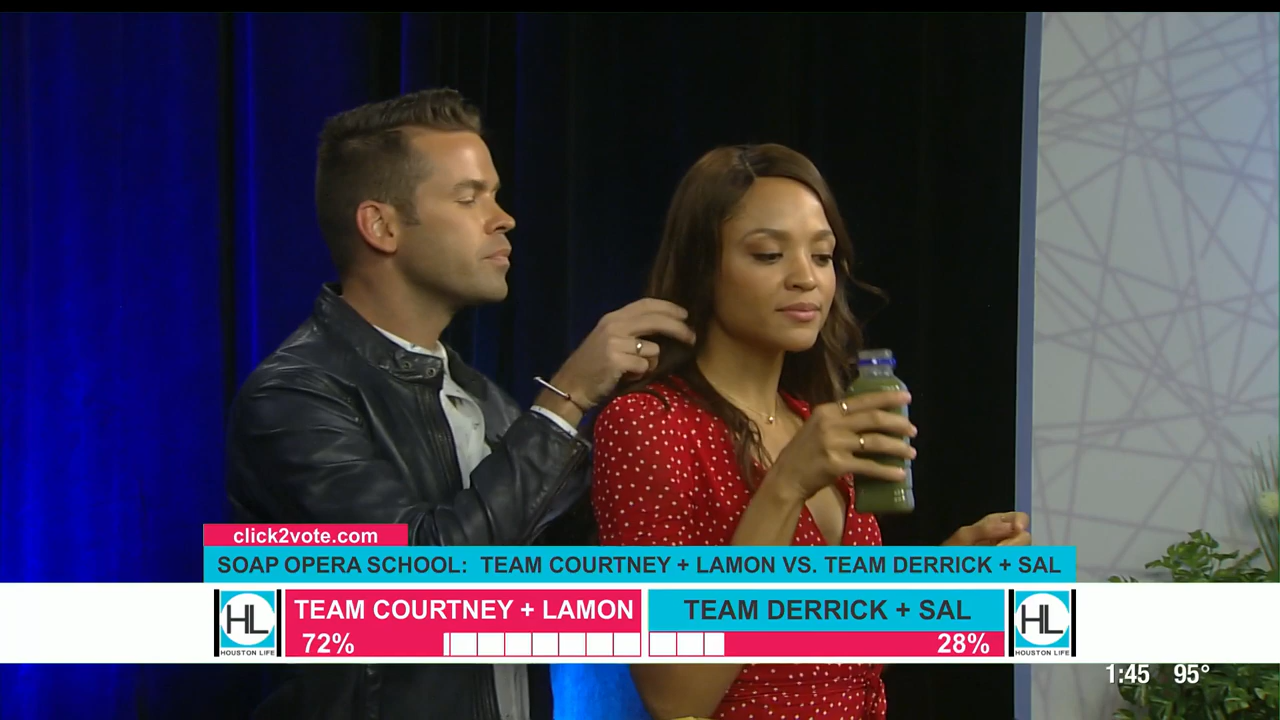 click2vote.com
SOAP OPERA SCHOOL: TEAM COURTNEY + LAMON VS. TEAM DERRICK + SAL
HL
HOUSTON LIFE
TEAM COURTNEY + LAMON
72%
TEAM DERRICK + SAL
28%
HL
HOUSTON LIFE
1:45 95°